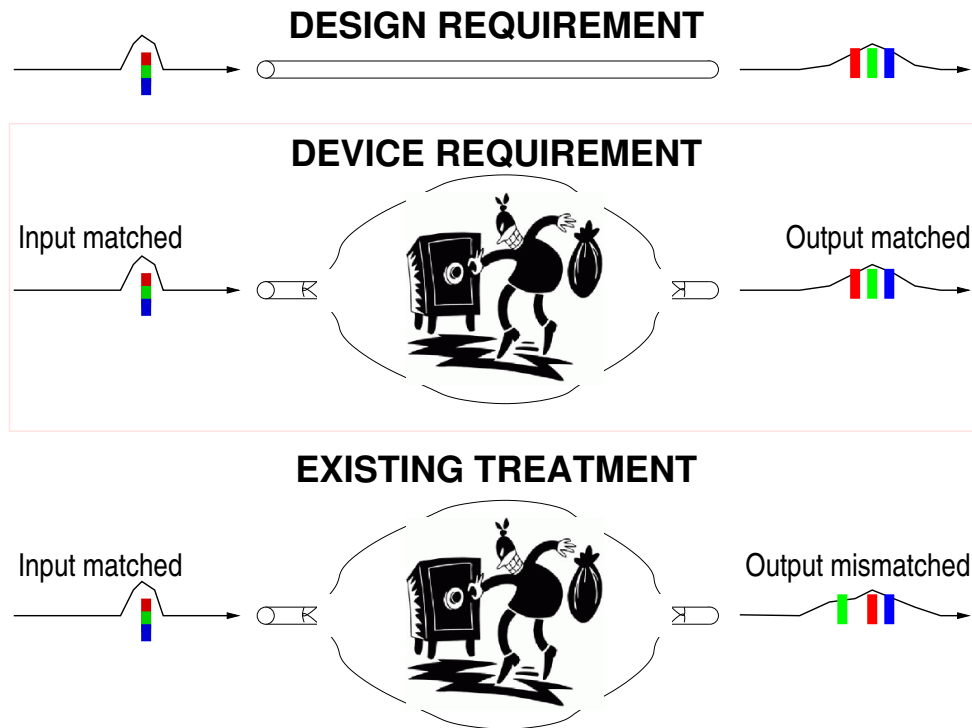 DESIGN REQUIREMENT
DEVICE REQUIREMENT
Input matched
Output matched
EXISTING TREATMENT
Input matched
Output mismatched